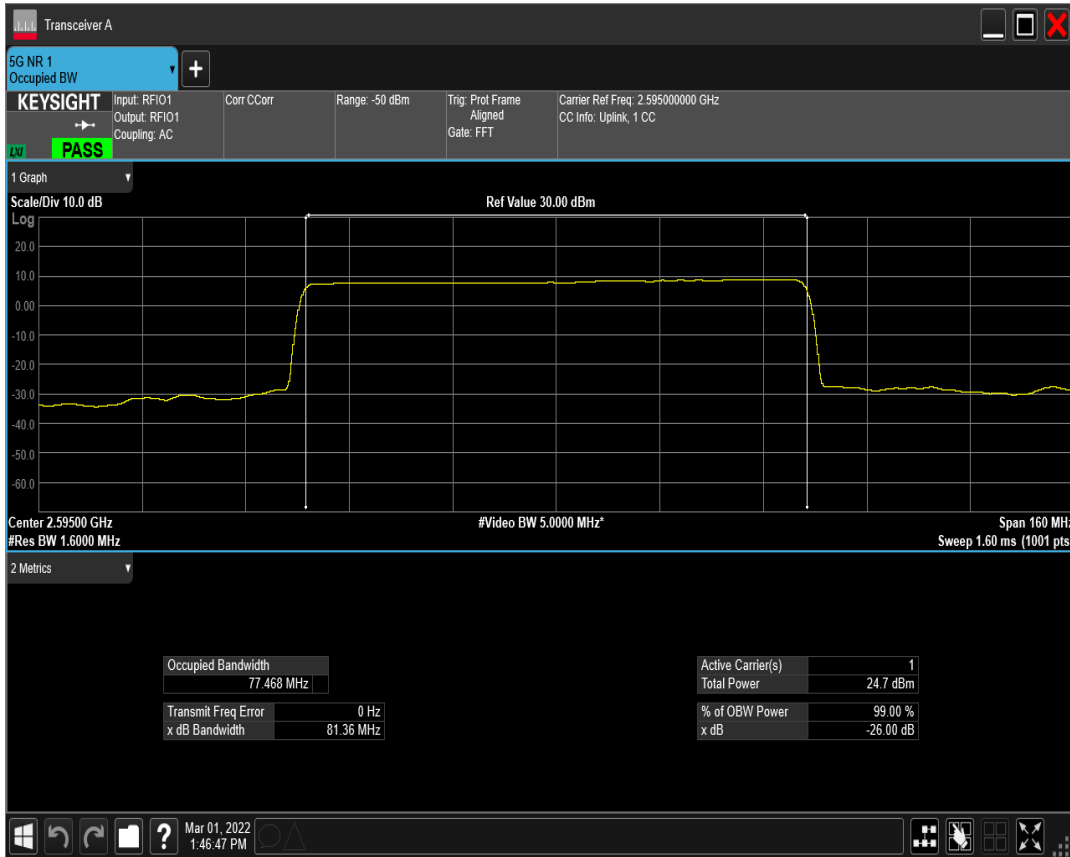 Transceiver A
5G NR 1
Occupied BW
+
KEYSIGHT
LXI
PASS
Input: RFIO1
Output: RFIO1
Coupling: AC
Corr CCorr
Range: -50 dBm
Trig: Prot Frame
Aligned
Gate: FFT
Carrier Ref Freq: 2.595000000 GHz
CC Info: Uplink, 1 CC
1 Graph
Scale/Div 10.0 dB
Ref Value 30.00 dBm
Log
20.0
10.0
0.00
-10.0
-20.0
-30.0
-40.0
-50.0
-60.0
Center 2.59500 GHz
#Video BW 5.0000 MHz*
Span 160 MHz
#Res BW 1.6000 MHz
Sweep 1.60 ms (1001 pts
2 Metrics
Occupied Bandwidth
77.468 MHz
Transmit Freq Error 0 Hz
x dB Bandwidth 81.36 MHz
Active Carrier(s) 1
Total Power 24.7 dBm
% of OBW Power 99.00 %
x dB -26.00 dB
?
Mar 01, 2022
1:46:47 PM